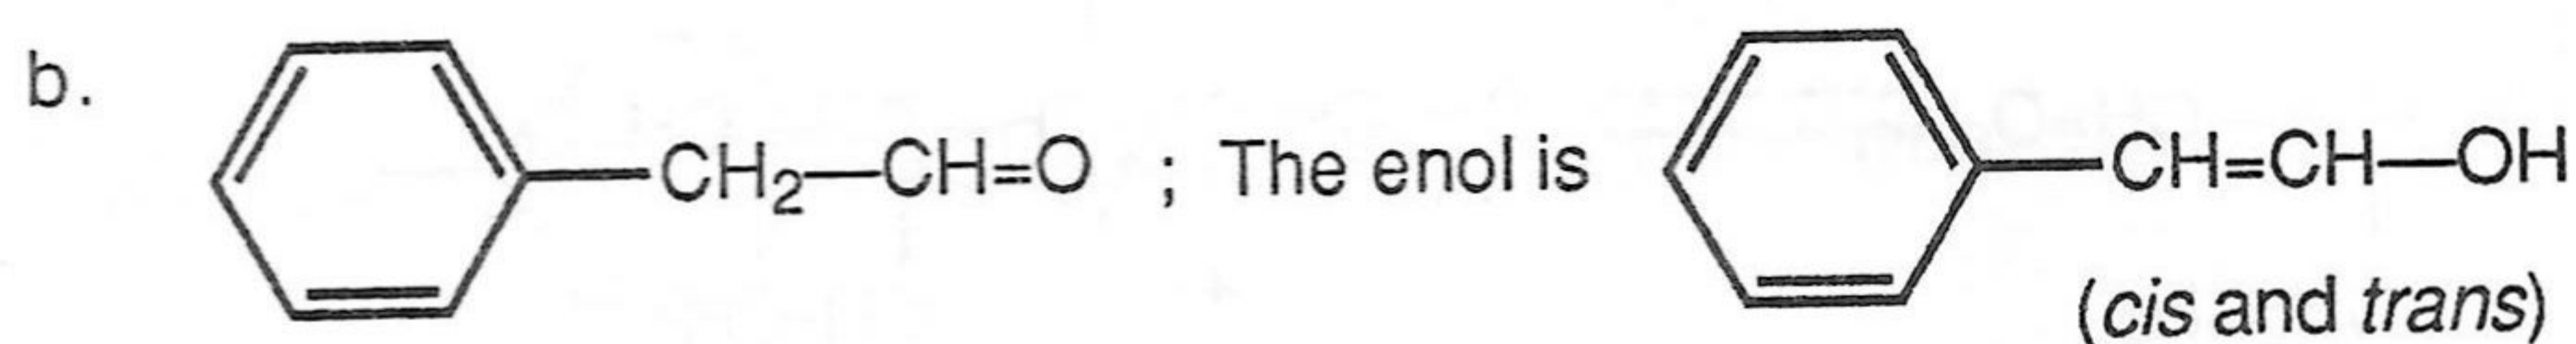 b. CH₂—CH=O ; The enol is CH=CH—OH
(cis and trans)